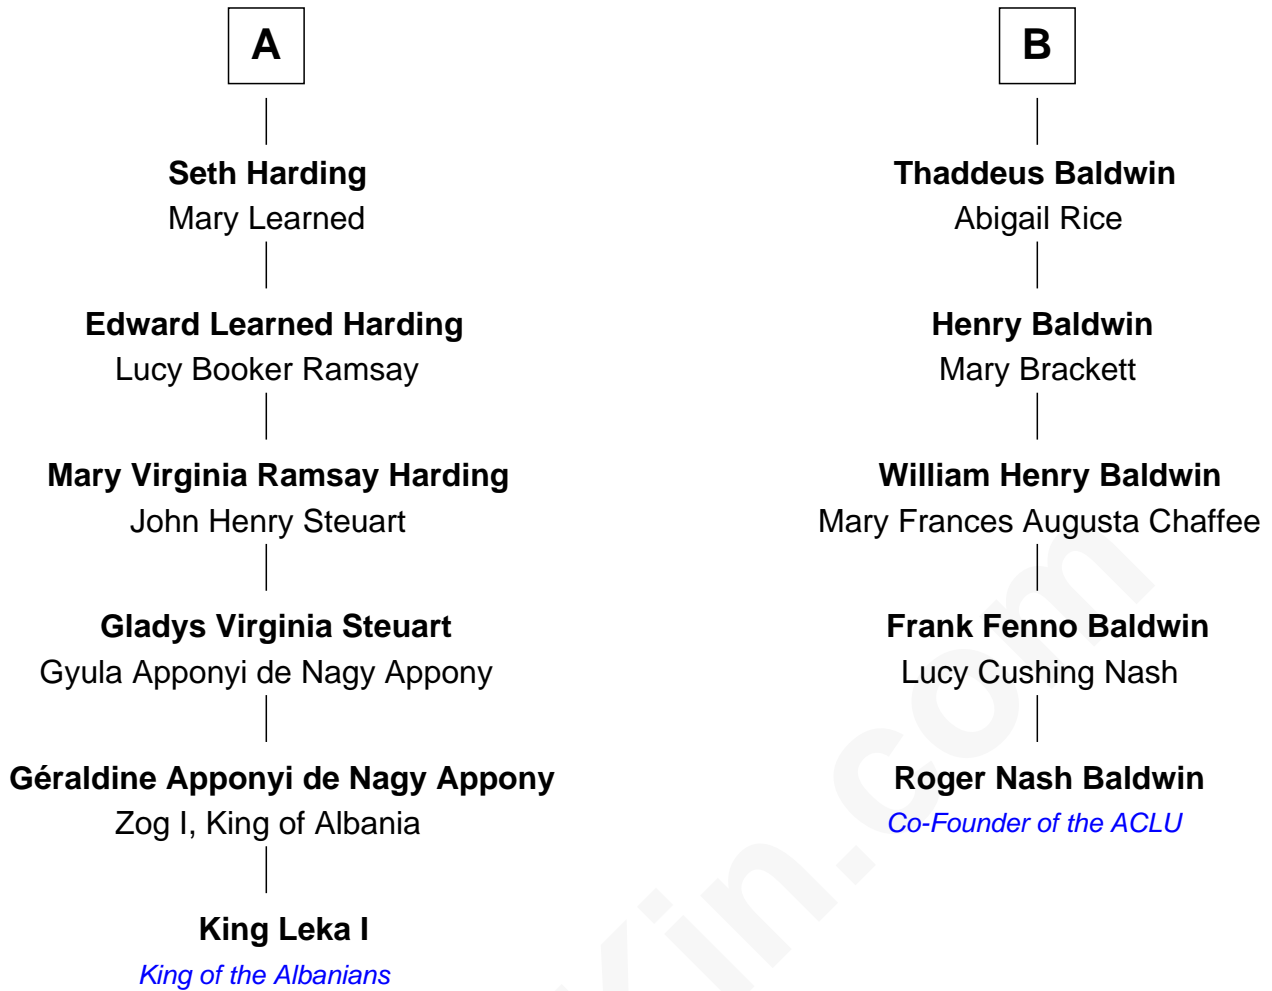 A
Seth Harding
Mary Learned
Edward Learned Harding
Lucy Booker Ramsay
Mary Virginia Ramsay Harding
John Henry Steuart
Gladys Virginia Steuart
Gyula Apponyi de Nagy Appony
Géraldine Apponyi de Nagy Appony
Zog I, King of Albania
King Leka I
King of the Albanians
B
Thaddeus Baldwin
Abigail Rice
Henry Baldwin
Mary Brackett
William Henry Baldwin
Mary Frances Augusta Chaffee
Frank Fenno Baldwin
Lucy Cushing Nash
Roger Nash Baldwin
Co-Founder of the ACLU
Kin.com